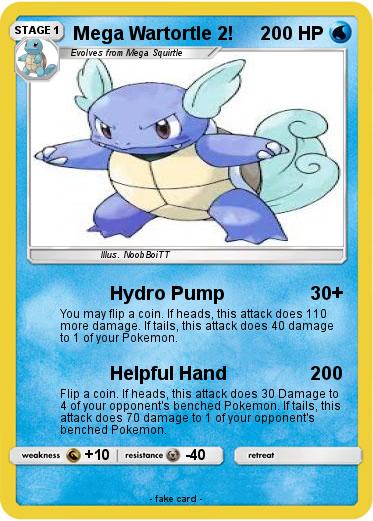 STAGE 1
Mega Wartortle 2! 200 HP
Evolves from Mega Squirtle
Illus. NoobBoiTT
Hydro Pump 30+
You may flip a coin. If heads, this attack does 110
more damage. If tails, this attack does 40 damage
to 1 of your Pokemon.
Helpful Hand 200
Flip a coin. If heads, this attack does 30 Damage to
4 of your opponent's benched Pokemon. If tails, this
attack does 70 damage to 1 of your opponent's
benched Pokemon.
weakness +10 resistance -40 retreat
- fake card -